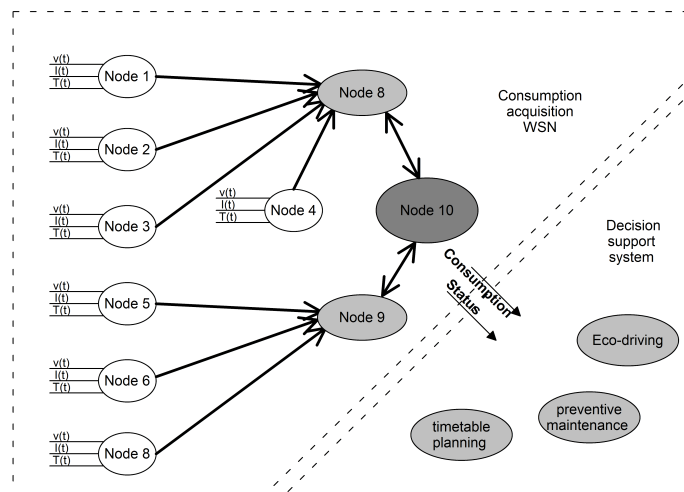 v(t)
I(t)
T(t)
Node 1
Node 8
Consumption
acquisition
WSN
v(t)
I(t)
T(t)
Node 2
v(t)
I(t)
T(t)
Node 3
v(t)
I(t)
T(t)
Node 4
Node 10
Decision
support
system
Consumption
Status
v(t)
I(t)
T(t)
Node 5
Node 9
Eco-driving
v(t)
I(t)
T(t)
Node 6
preventive
maintenance
timetable
planning
v(t)
I(t)
T(t)
Node 8